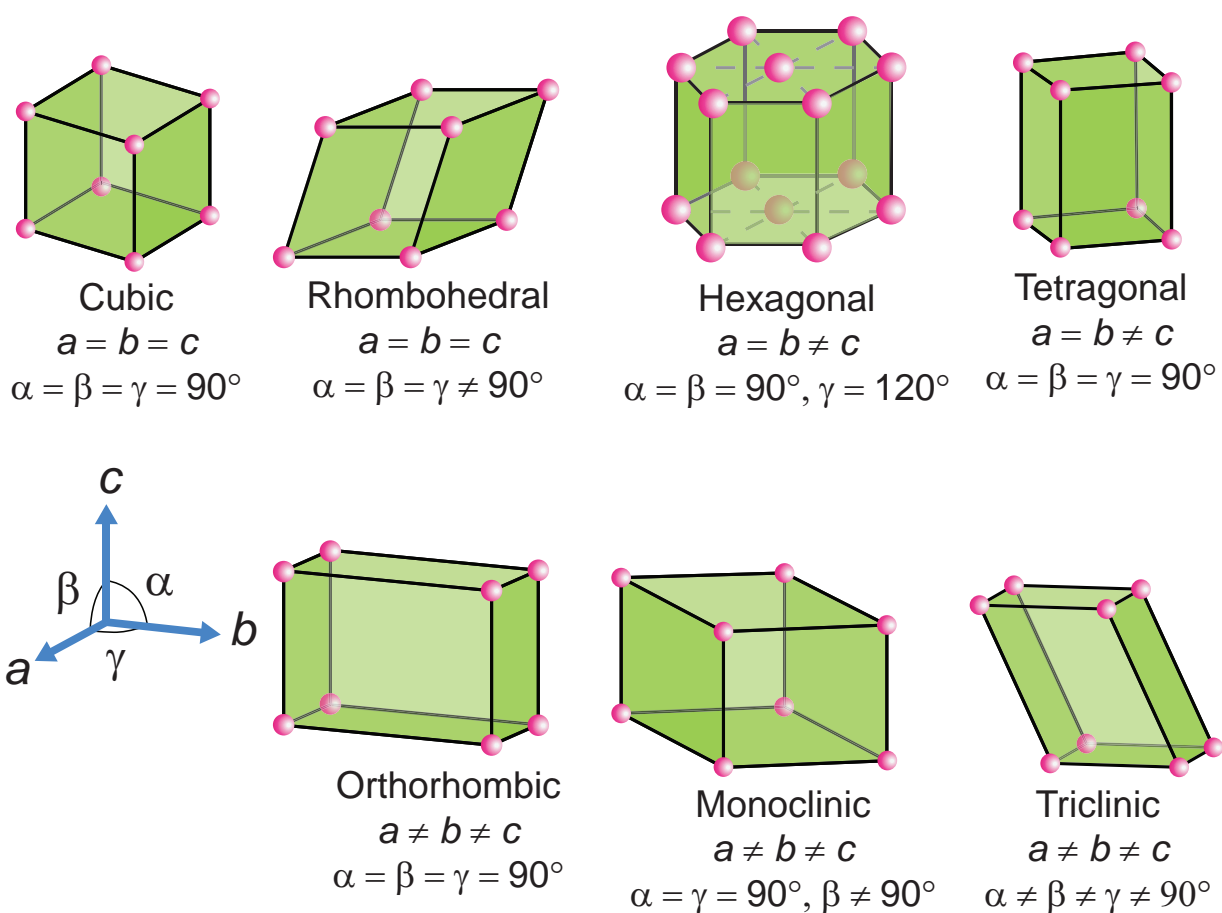 Cubic
a = b = c
α = β = γ = 90°
Rhombohedral
a = b = c
α = β = γ ≠ 90°
Hexagonal
a = b ≠ c
α = β = 90°, γ = 120°
Tetragonal
a = b ≠ c
α = β = γ = 90°
c
β
α
a
γ
b
Orthorhombic
a ≠ b ≠ c
α = β = γ = 90°
Monoclinic
a ≠ b ≠ c
α = γ = 90°, β ≠ 90°
Triclinic
a ≠ b ≠ c
α ≠ β ≠ γ ≠ 90°